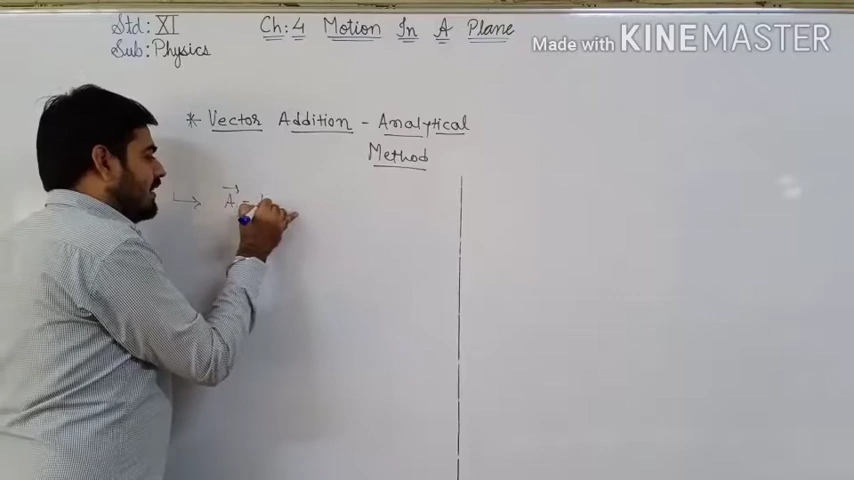 Std: XI
Ch: 4 Motion In A Plane
Sub: Physics
Made with KINEMASTER
* Vector Addition - Analytical
Method
→ A⃗ =